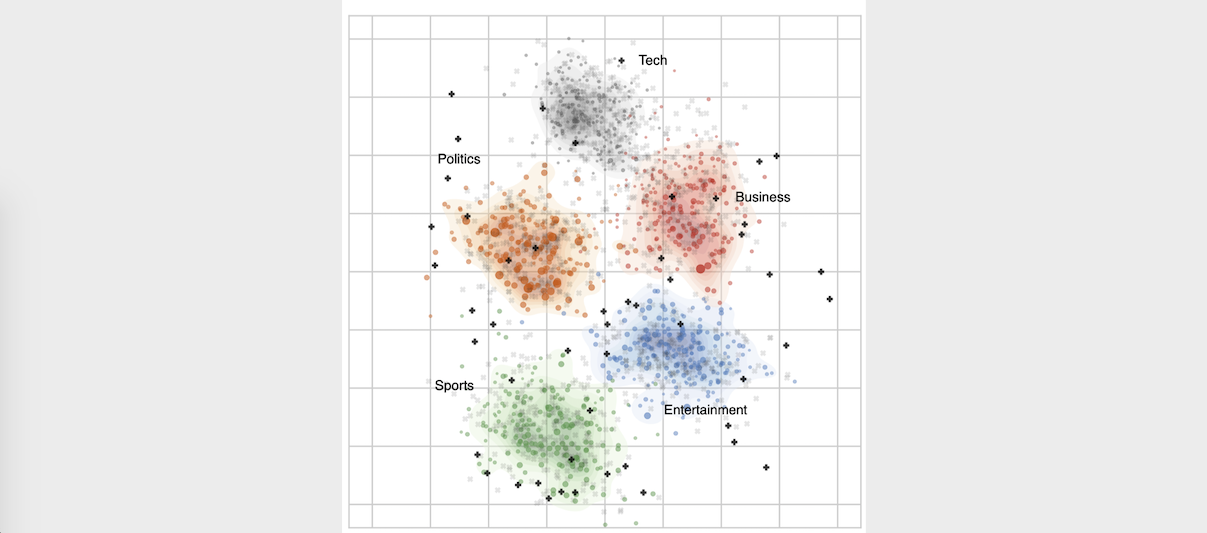 Tech
Politics
Business
Sports
Entertainment